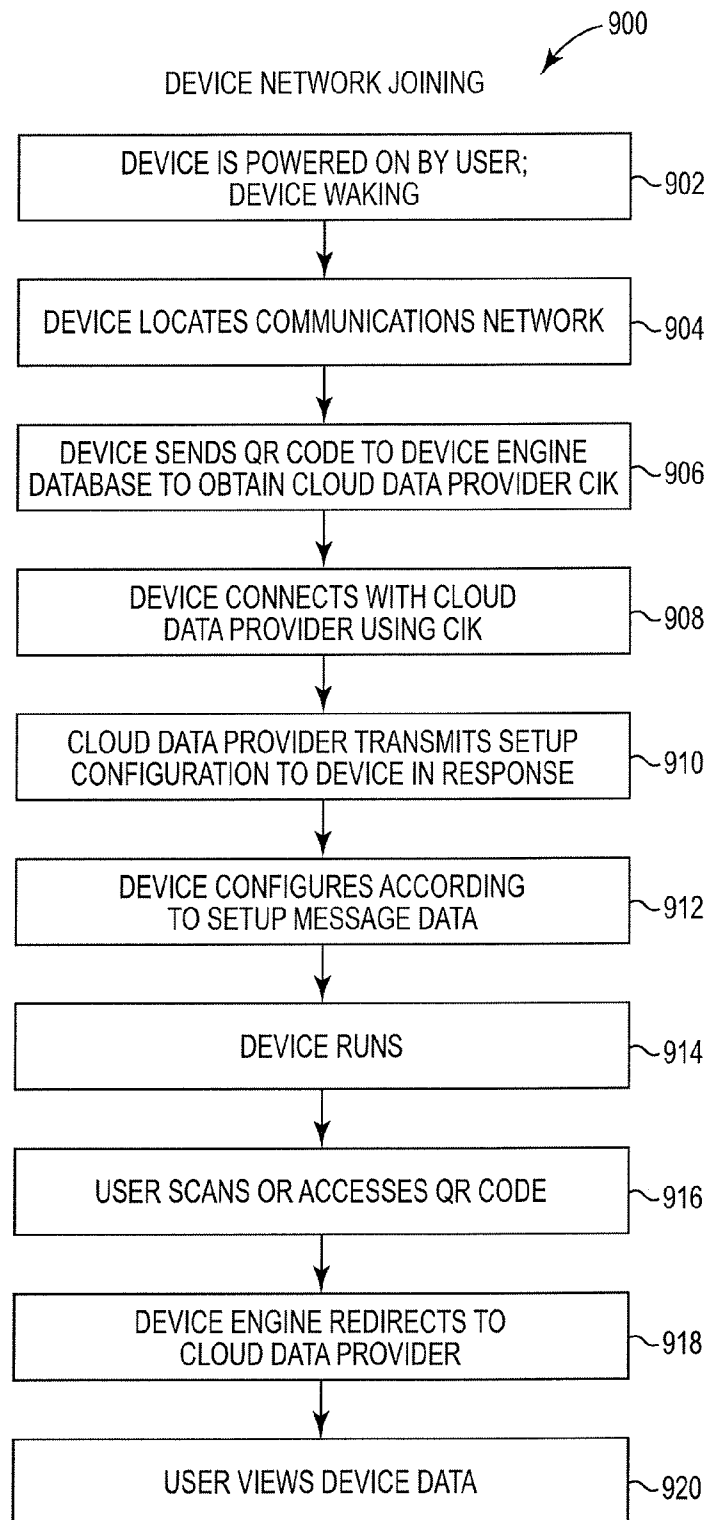 900
DEVICE NETWORK JOINING
DEVICE IS POWERED ON BY USER;
DEVICE WAKING
902
DEVICE LOCATES COMMUNICATIONS NETWORK
904
DEVICE SENDS QR CODE TO DEVICE ENGINE
DATABASE TO OBTAIN CLOUD DATA PROVIDER CIK
906
DEVICE CONNECTS WITH CLOUD
DATA PROVIDER USING CIK
908
CLOUD DATA PROVIDER TRANSMITS SETUP
CONFIGURATION TO DEVICE IN RESPONSE
910
DEVICE CONFIGURES ACCORDING
TO SETUP MESSAGE DATA
912
DEVICE RUNS
914
USER SCANS OR ACCESSES QR CODE
916
DEVICE ENGINE REDIRECTS TO
CLOUD DATA PROVIDER
918
USER VIEWS DEVICE DATA
920